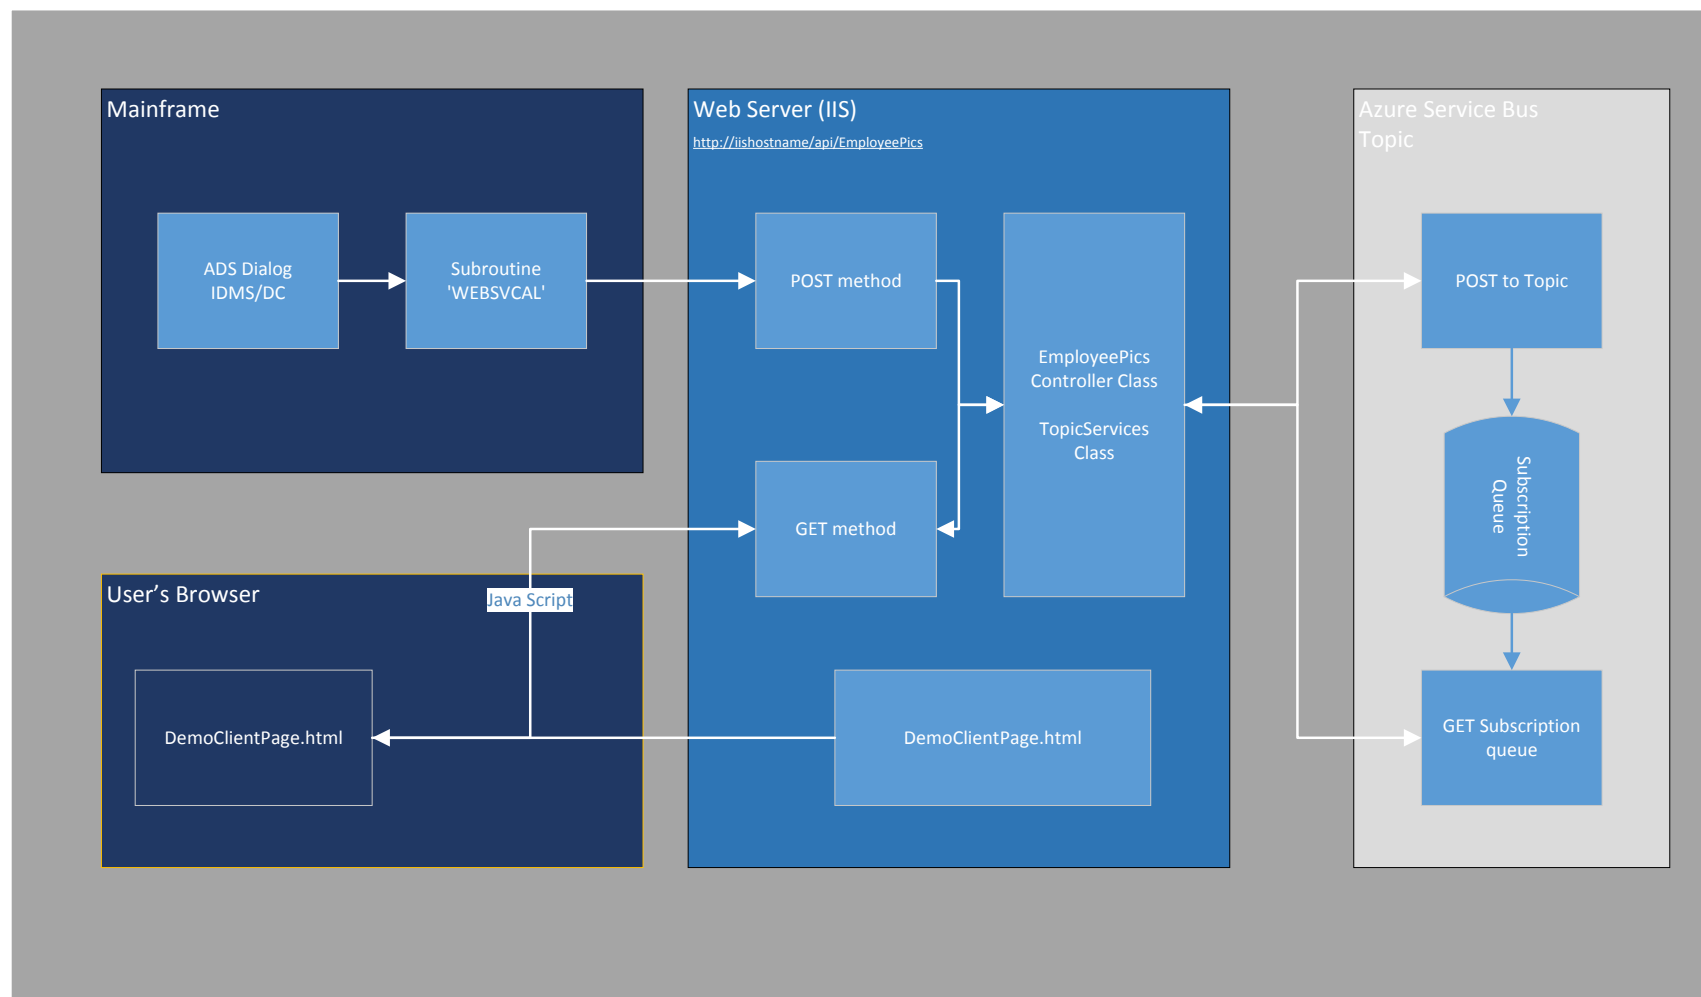 Mainframe
ADS Dialog
IDMS/DC
Subroutine
'WEBSVCAL'
Web Server (IIS)
http://iishostname/api/EmployeePics
POST method
EmployeePics
Controller Class
TopicServices
Class
GET method
DemoClientPage.html
Azure Service Bus
Topic
POST to Topic
Subscription
Queue
GET Subscription
queue
User’s Browser
Java Script
DemoClientPage.html